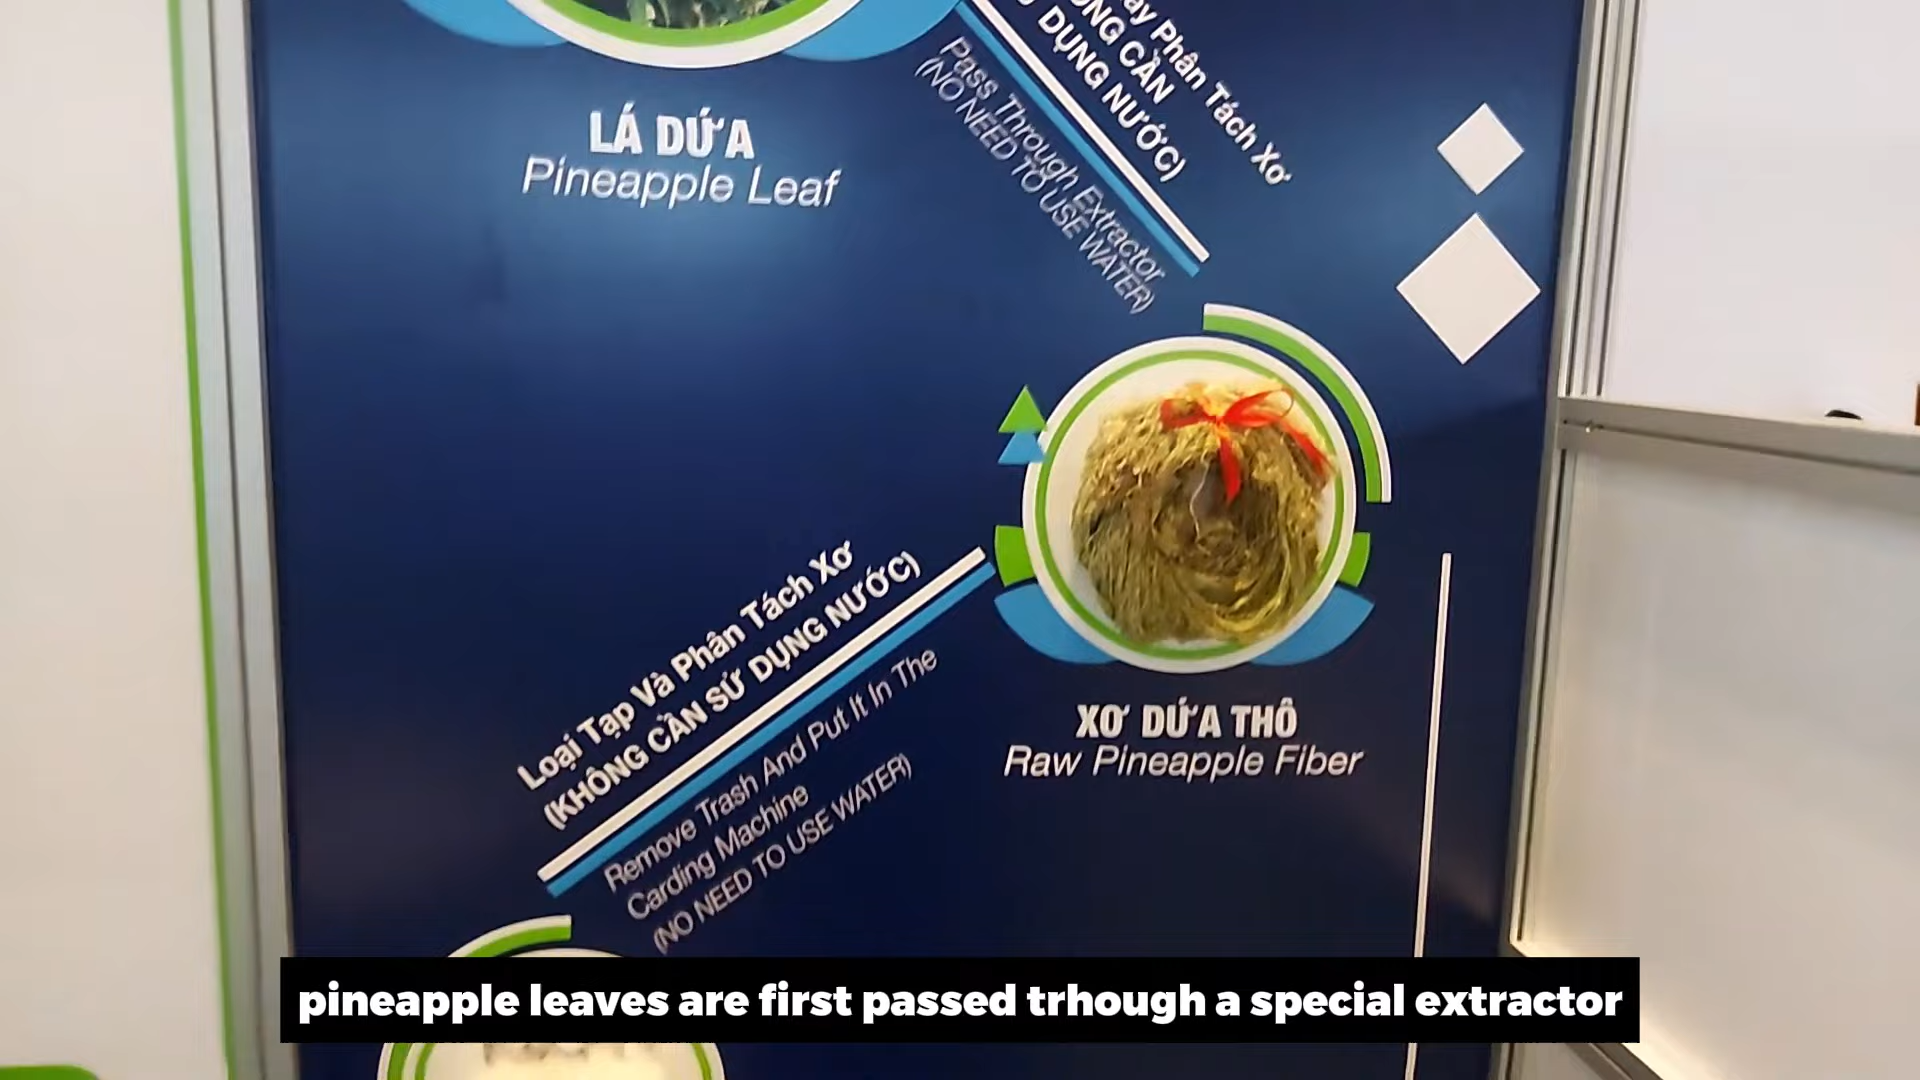 Phân Tách Xơ
CẦN
DỤNG NƯỚC)
Pass Through Extractor
(NO NEED TO USE WATER)
LÁ DỨA
Pineapple Leaf
Loại Tạp Và Phân Tách Xơ
(KHÔNG CẦN SỬ DỤNG NƯỚC)
Remove Trash And Put It In The
Carding Machine
(NO NEED TO USE WATER)
XƠ DỨA THÔ
Raw Pineapple Fiber
pineapple leaves are first passed trhough a special extractor